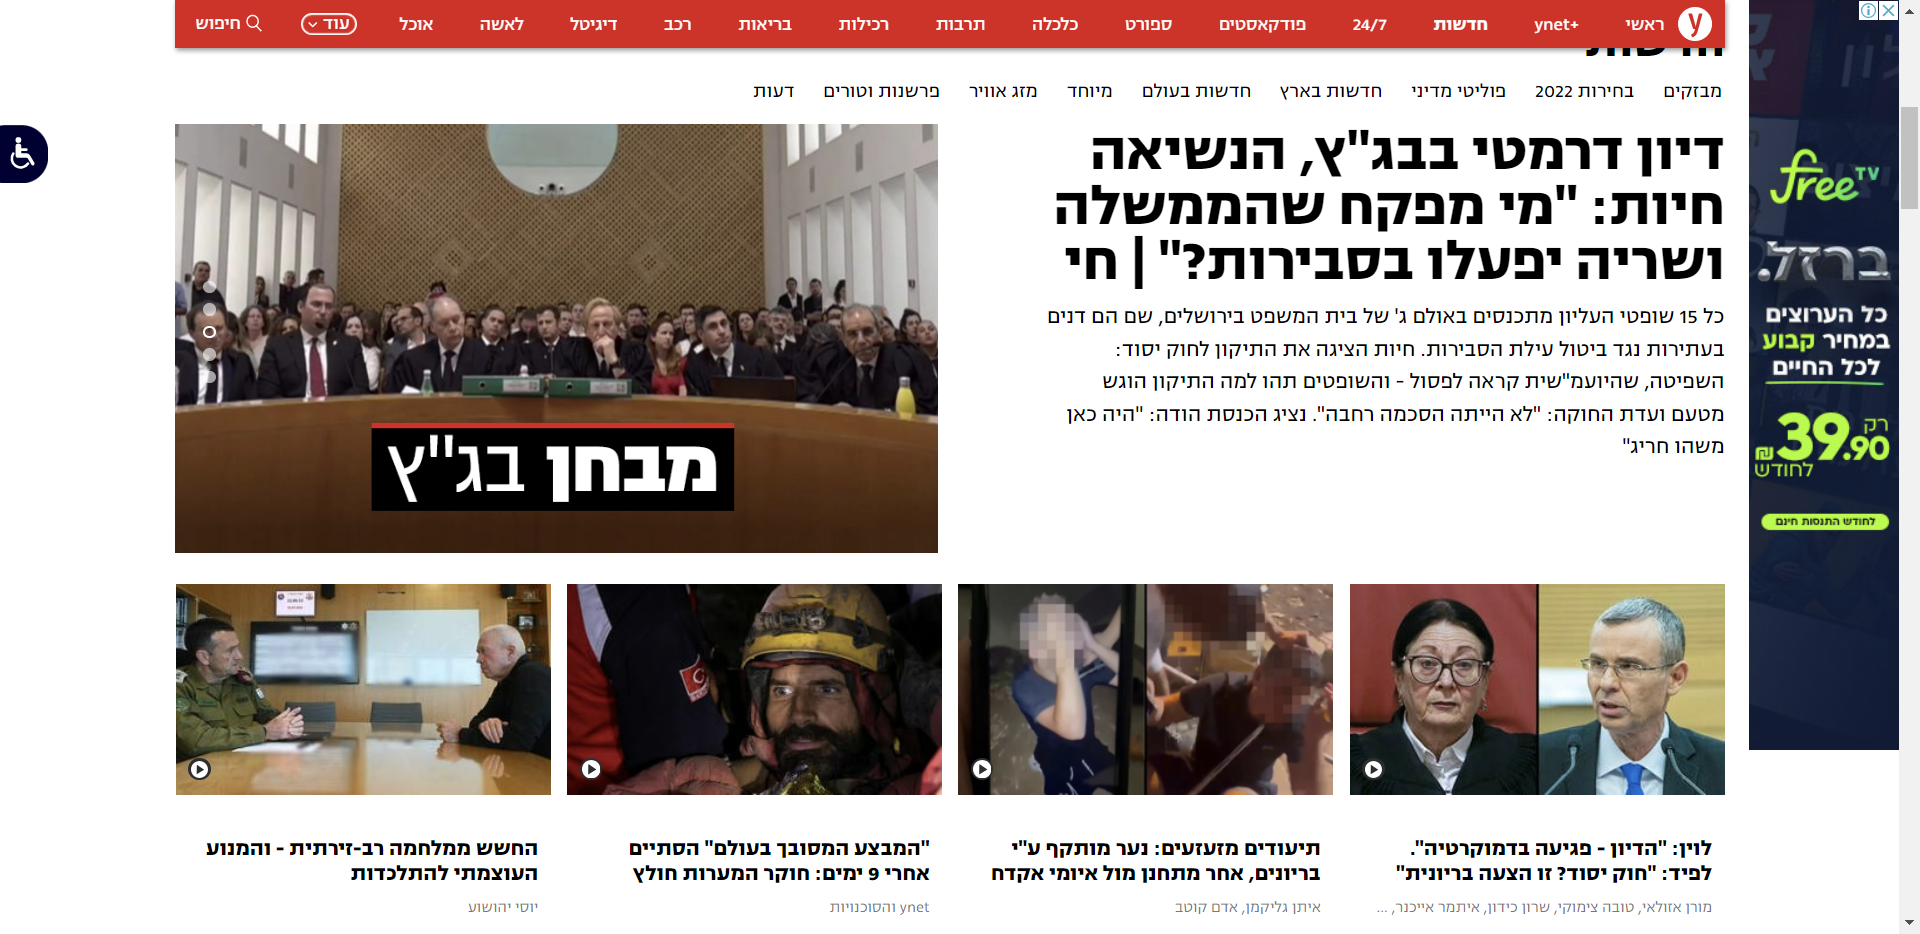 ראשי
ynet+
חדשות
24/7
פודקאסטים
ספורט
כלכלה
תרבות
רכילות
בריאות
רכב
דיגיטל
לאשה
אוכל
עוד
חיפוש
חדשות
מבזקים
בחירות 2022
פוליטי מדיני
חדשות בארץ
חדשות בעולם
מיוחד
מזג אוויר
פרשנות וטורים
דעות
דיון דרמטי בבג"ץ, הנשיאה
חיות: "מי מפקח שהממשלה
ושריה יפעלו בסבירות?" | חי
כל 15 שופטי העליון מתכנסים באולם ג' של בית המשפט בירושלים, שם הם דנים
בעתירות נגד ביטול עילת הסבירות. חיות הציגה את התיקון לחוק יסוד:
השפיטה, שהיועמ"שית קראה לפסול - והשופטים תהו למה התיקון הוגש
מטעם ועדת החוקה: "לא הייתה הסכמה רחבה". נציג הכנסת הודה: "היה כאן
משהו חריג"
מבחן בג"ץ
לוין: "הדיון - פגיעה בדמוקרטיה".
לפיד: "חוק יסוד? זו הצעה בריונית"
מורן אזולאי, טובה צימוקי, שרון כידון, איתמר אייכנר, ...
תיעודים מזעזעים: נער מותקף ע"י
בריונים, אחר מתחנן מול איומי אקדח
איתן גליקמן, אדם קוטב
"המבצע המסובך בעולם" הסתיים
אחרי 9 ימים: חוקר המערות חולץ
ynet והסוכנויות
החשש ממלחמה רב-זירתית - והמנוע
העוצמתי להתלכדות
יוסי יהושוע
free TV
ברזל.
כל הערוצים
במחיר קבוע
לכל החיים
רק
39.90 ₪
לחודש
לחודש התנסות חינם